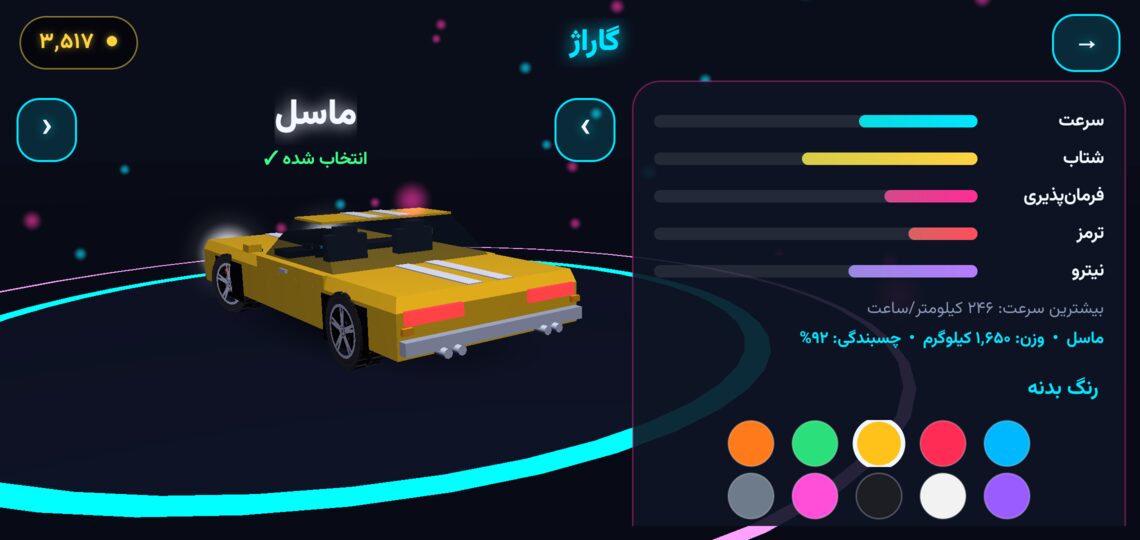 گاراژ
۳,۵۱۷
→
ماسل
انتخاب شده ✓
سرعت
شتاب
فرمان‌پذیری
ترمز
نیترو
بیشترین سرعت: ۲۴۶ کیلومتر/ساعت
ماسل • وزن: ۱,۶۵۰ کیلوگرم • چسبندگی: ۹۲%
رنگ بدنه